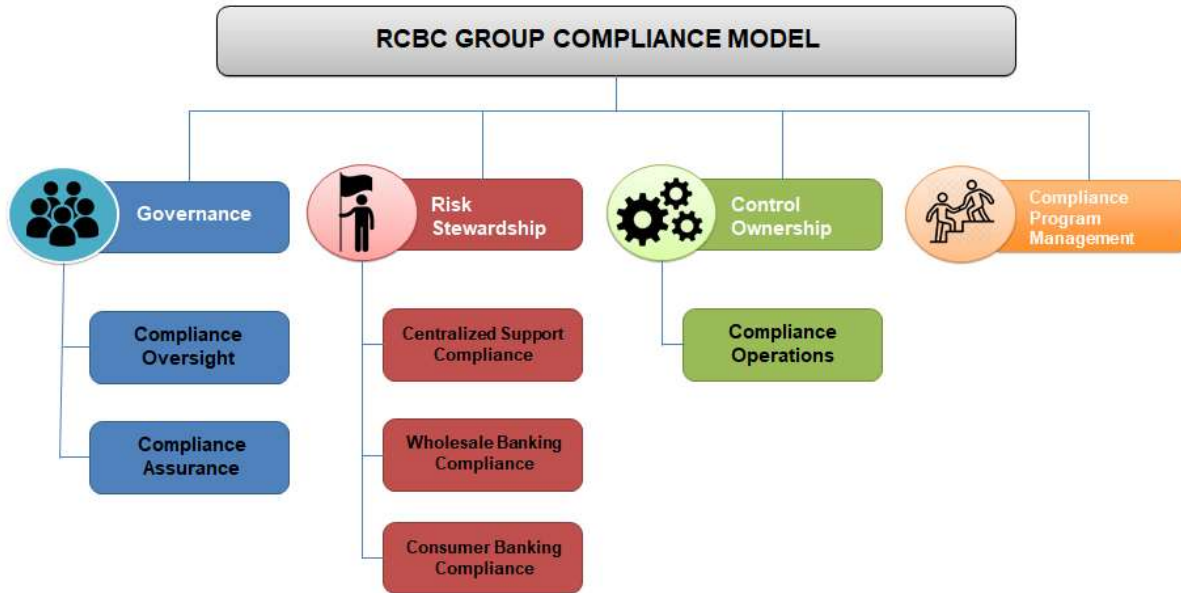 RCBC GROUP COMPLIANCE MODEL
Governance
Risk
Stewardship
Control
Ownership
Compliance
Program
Management
Compliance
Oversight
Compliance
Assurance
Centralized Support
Compliance
Wholesale Banking
Compliance
Consumer Banking
Compliance
Compliance
Operations